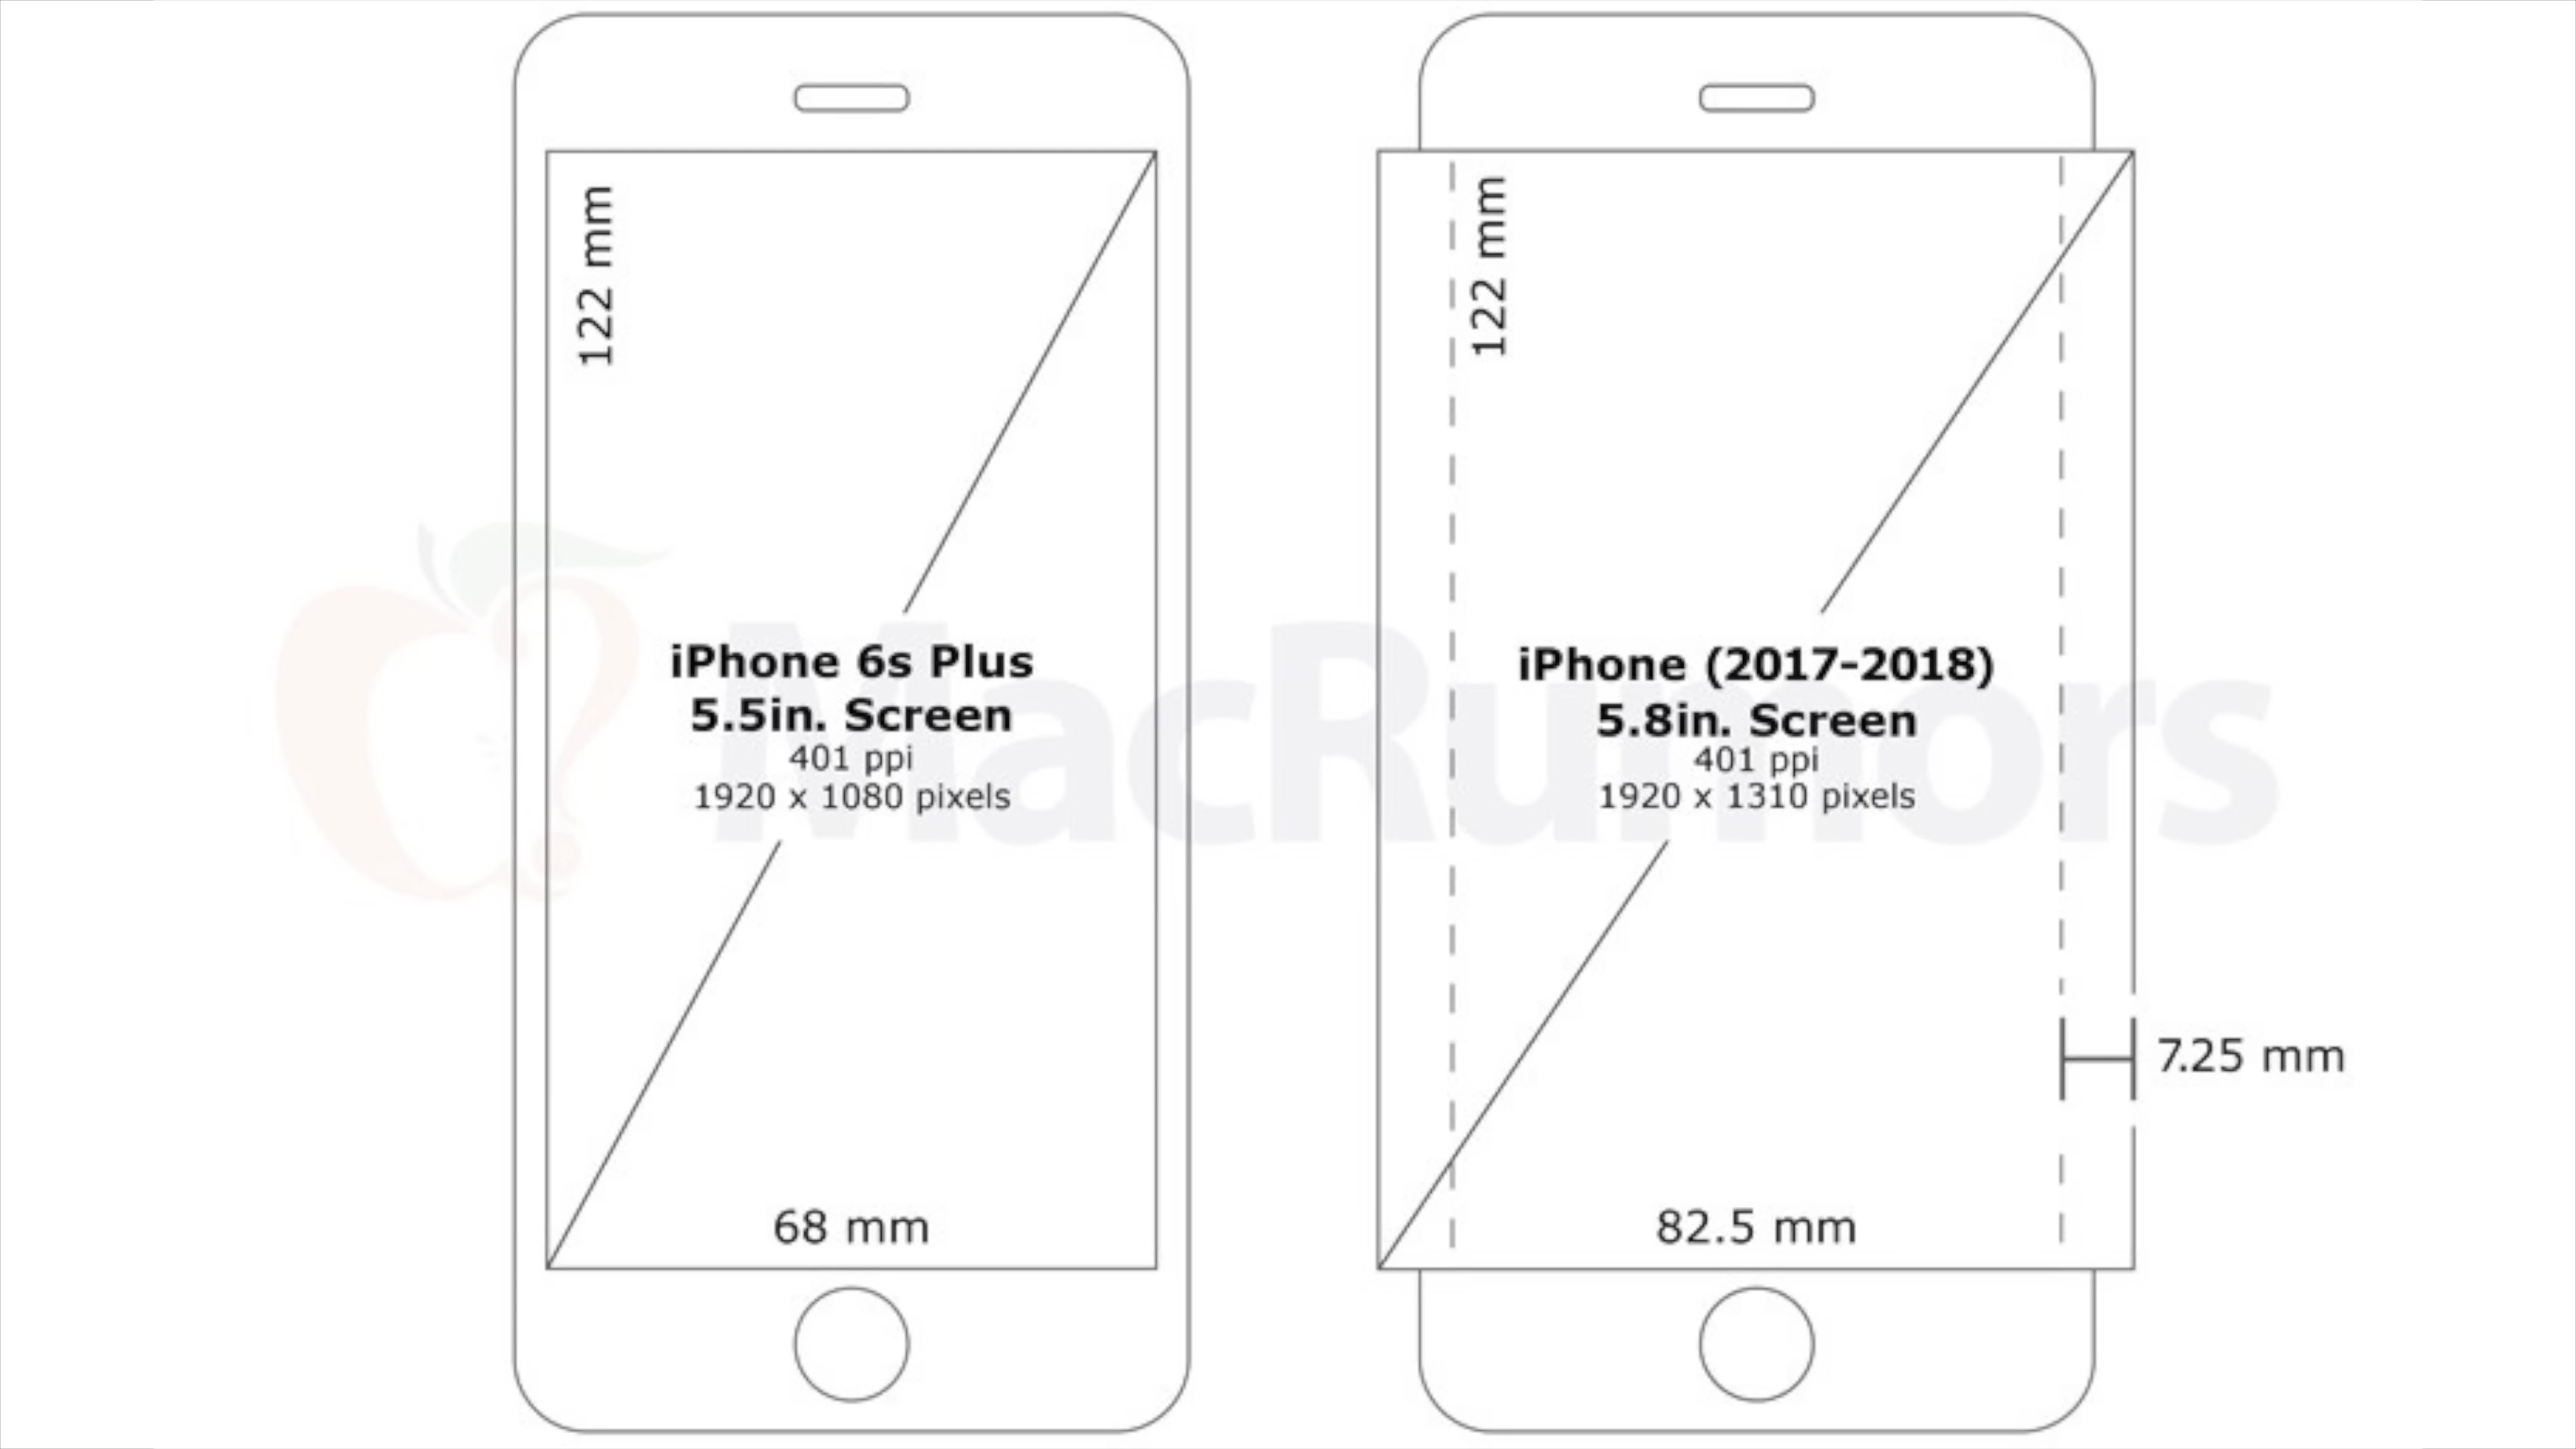 122 mm
iPhone 6s Plus
5.5in. Screen
401 ppi
1920 x 1080 pixels
68 mm
122 mm
iPhone (2017-2018)
5.8in. Screen
401 ppi
1920 x 1310 pixels
7.25 mm
82.5 mm
MacRumors